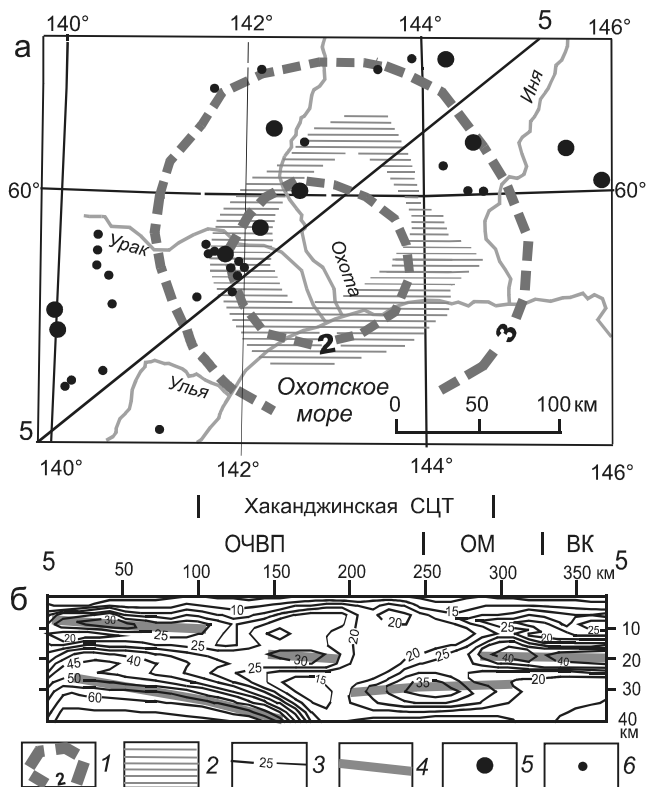 140° 142° 144° 5 146°
а
Иня
60° 60°
Урак
Охота
2
3
Улья
Охотское
море
0 50 100 км
5
140° 142° 144° 146°
Хаканджинская СЦТ
ОЧВП ОМ ВК
5 50 100 150 200 250 300 350 км 5
б
30 10 15 20 25 25 10
20 25 25 20 20
45 40 25 30 20 25 40 40 20
50 15 35 20 30
60 40
км
2 1 2 25 3 4 5 6